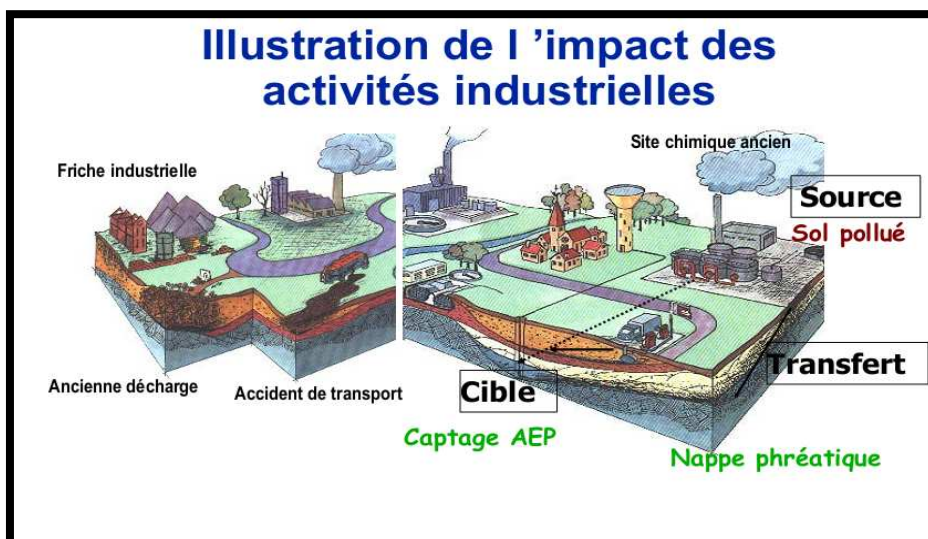 Illustration de l ’impact des
activités industrielles
Site chimique ancien
Friche industrielle
Source
Sol pollué
Transfert
Ancienne décharge
Accident de transport
Cible
Captage AEP
Nappe phréatique